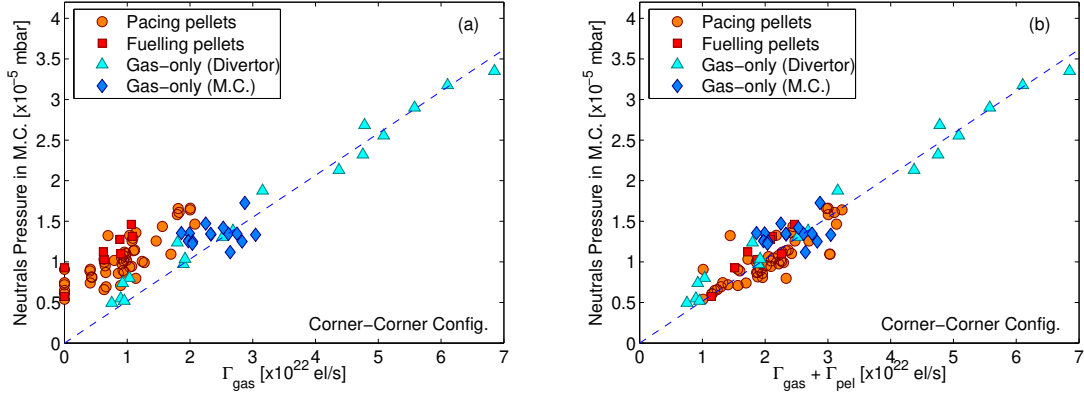 (a)
Pacing pellets
Fuelling pellets
Gas−only (Divertor)
Gas−only (M.C.)
Neutrals Pressure in M.C. [x10⁻⁵ mbar]
4
3.5
3
2.5
2
1.5
1
0.5
0
0 1 2 3 4 5 6 7
Corner−Corner Config.
Γgas [x10²² el/s]
(b)
Pacing pellets
Fuelling pellets
Gas−only (Divertor)
Gas−only (M.C.)
Neutrals Pressure in M.C. [x10⁻⁵ mbar]
4
3.5
3
2.5
2
1.5
1
0.5
0
0 1 2 3 4 5 6 7
Corner−Corner Config.
Γgas + Γpel [x10²² el/s]